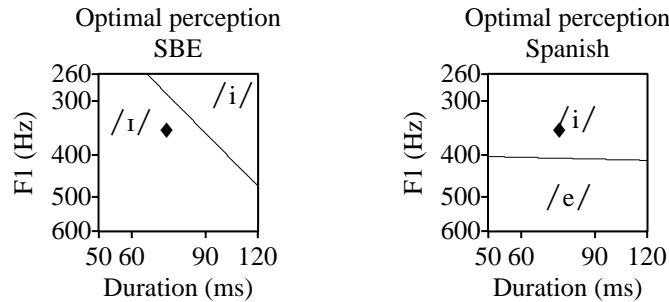 Optimal perception
SBE
260
300
400
500
600
F1 (Hz)
/ɪ/
/i/
50 60 90 120
Duration (ms)
Optimal perception
Spanish
260
300
400
500
600
F1 (Hz)
/i/
/e/
50 60 90 120
Duration (ms)